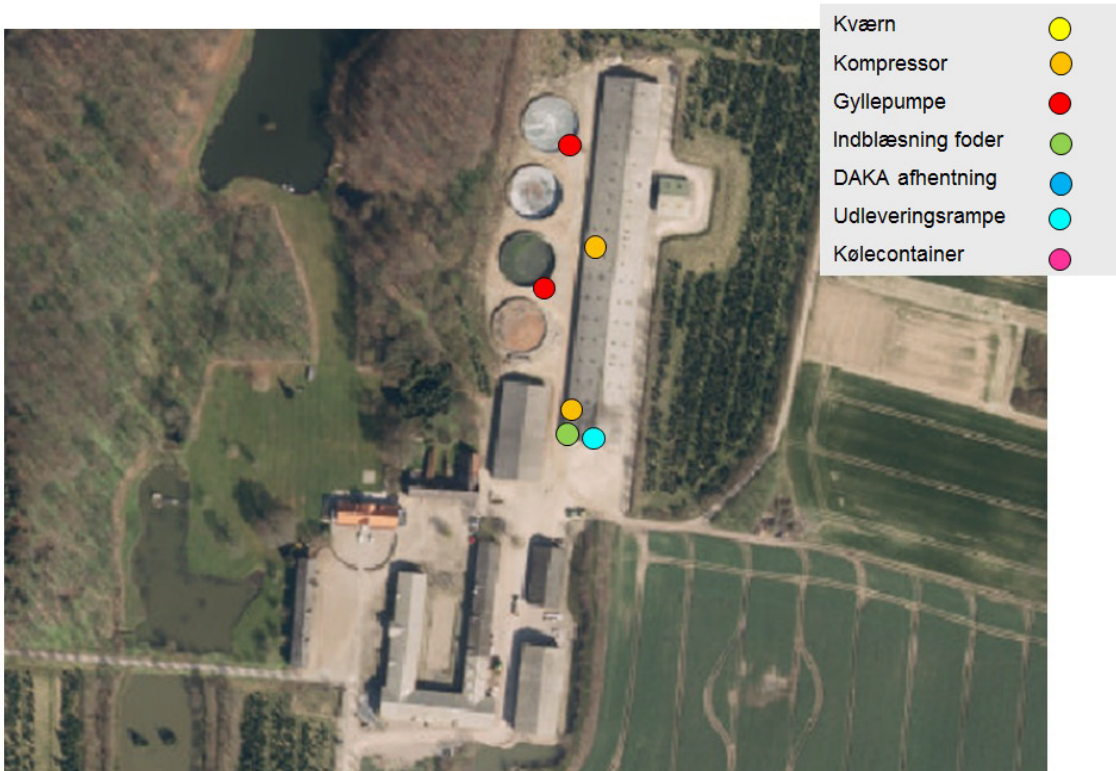 Kværn
Kompressor
Gyllepumpe
Indblæsning foder
DAKA afhentning
Udleveringsrampe
Kølecontainer